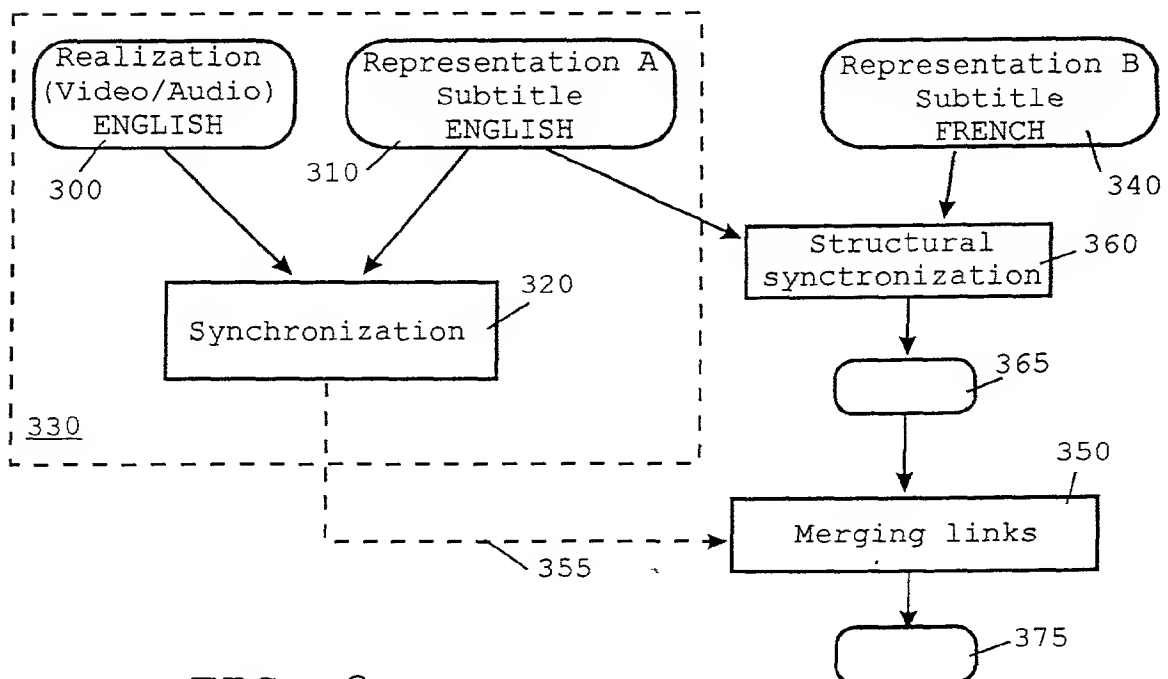 Realization
(Video/Audio)
ENGLISH
300
Representation A
Subtitle
ENGLISH
310
Representation B
Subtitle
FRENCH
340
Structural
synctronization
360
Synchronization
320
365
330
350
Merging links
355
375